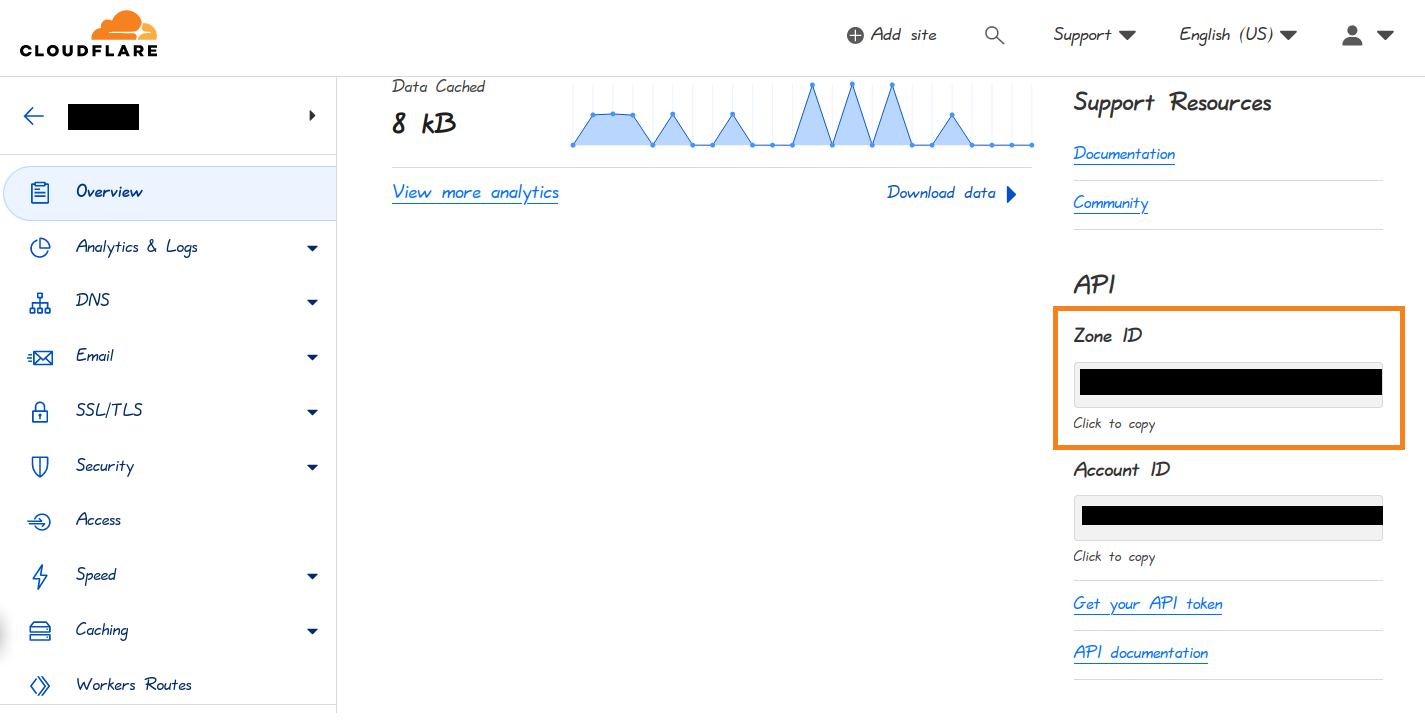 CLOUDFLARE
Add site
Support
English (US)
Overview
Analytics & Logs
DNS
Email
SSL/TLS
Security
Access
Speed
Caching
Workers Routes
Data Cached
8 kB
View more analytics
Download data
Support Resources
Documentation
Community
API
Zone ID
Click to copy
Account ID
Click to copy
Get your API token
API documentation